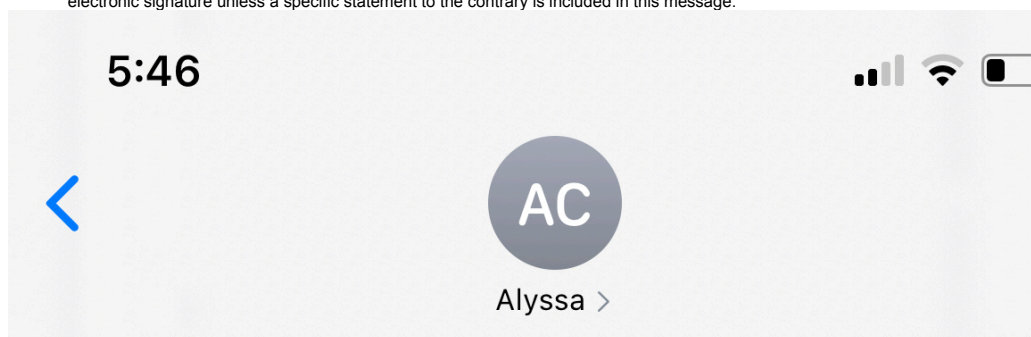 electronic signature unless a specific statement to the contrary is included in this message.
5:46
AC
Alyssa >